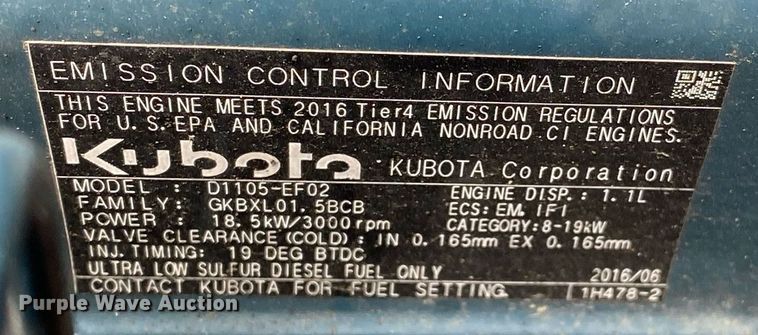 EMISSION CONTROL INFORMATION
THIS ENGINE MEETS 2016 Tier4 EMISSION REGULATIONS
FOR U.S.EPA AND CALIFORNIA NONROAD CI ENGINES.
Kubota KUBOTA Corporation
MODEL : D1105-EF02 ENGINE DISP.: 1.1L
FAMILY: GKBXL01.5BCB ECS: EM, IFI
POWER : 18.5kW/3000rpm CATEGORY: 8-19kW
VALVE CLEARANCE (COLD) : IN 0.165mm EX 0.165mm
INJ.TIMING: 19 DEG BTDC
ULTRA LOW SULFUR DIESEL FUEL ONLY 2016/06
CONTACT KUBOTA FOR FUEL SETTING. 1H478-2
Purple Wave Auction
Purple Wave Auction